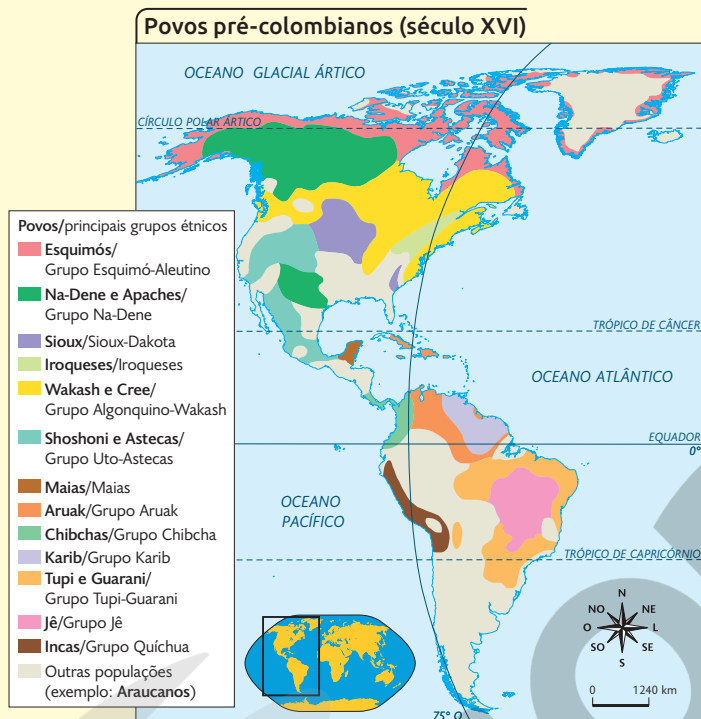 Povos pré-colombianos (século XVI)
OCEANO GLACIAL ÁRTICO
CÍRCULO POLAR ÁRTICO
Povos/principais grupos étnicos
Esquimós/
Grupo Esquimó-Aleutino
Na-Dene e Apaches/
Grupo Na-Dene
Sioux/Sioux-Dakota
Iroqueses/Iroqueses
Wakash e Cree/
Grupo Algonquino-Wakash
Shoshoni e Astecas/
Grupo Uto-Astecas
Maias/Maias
Aruak/Grupo Aruak
Chibchas/Grupo Chibcha
Karib/Grupo Karib
Tupi e Guarani/
Grupo Tupi-Guarani
Jê/Grupo Jê
Incas/Grupo Quíchua
Outras populações
(exemplo: Araucanos)
TRÓPICO DE CÂNCER
OCEANO ATLÂNTICO
EQUADOR
0°
OCEANO
PACÍFICO
TRÓPICO DE CAPRICÓRNIO
N
NO NE
O L
SO SE
S
0 1240 km
75° O